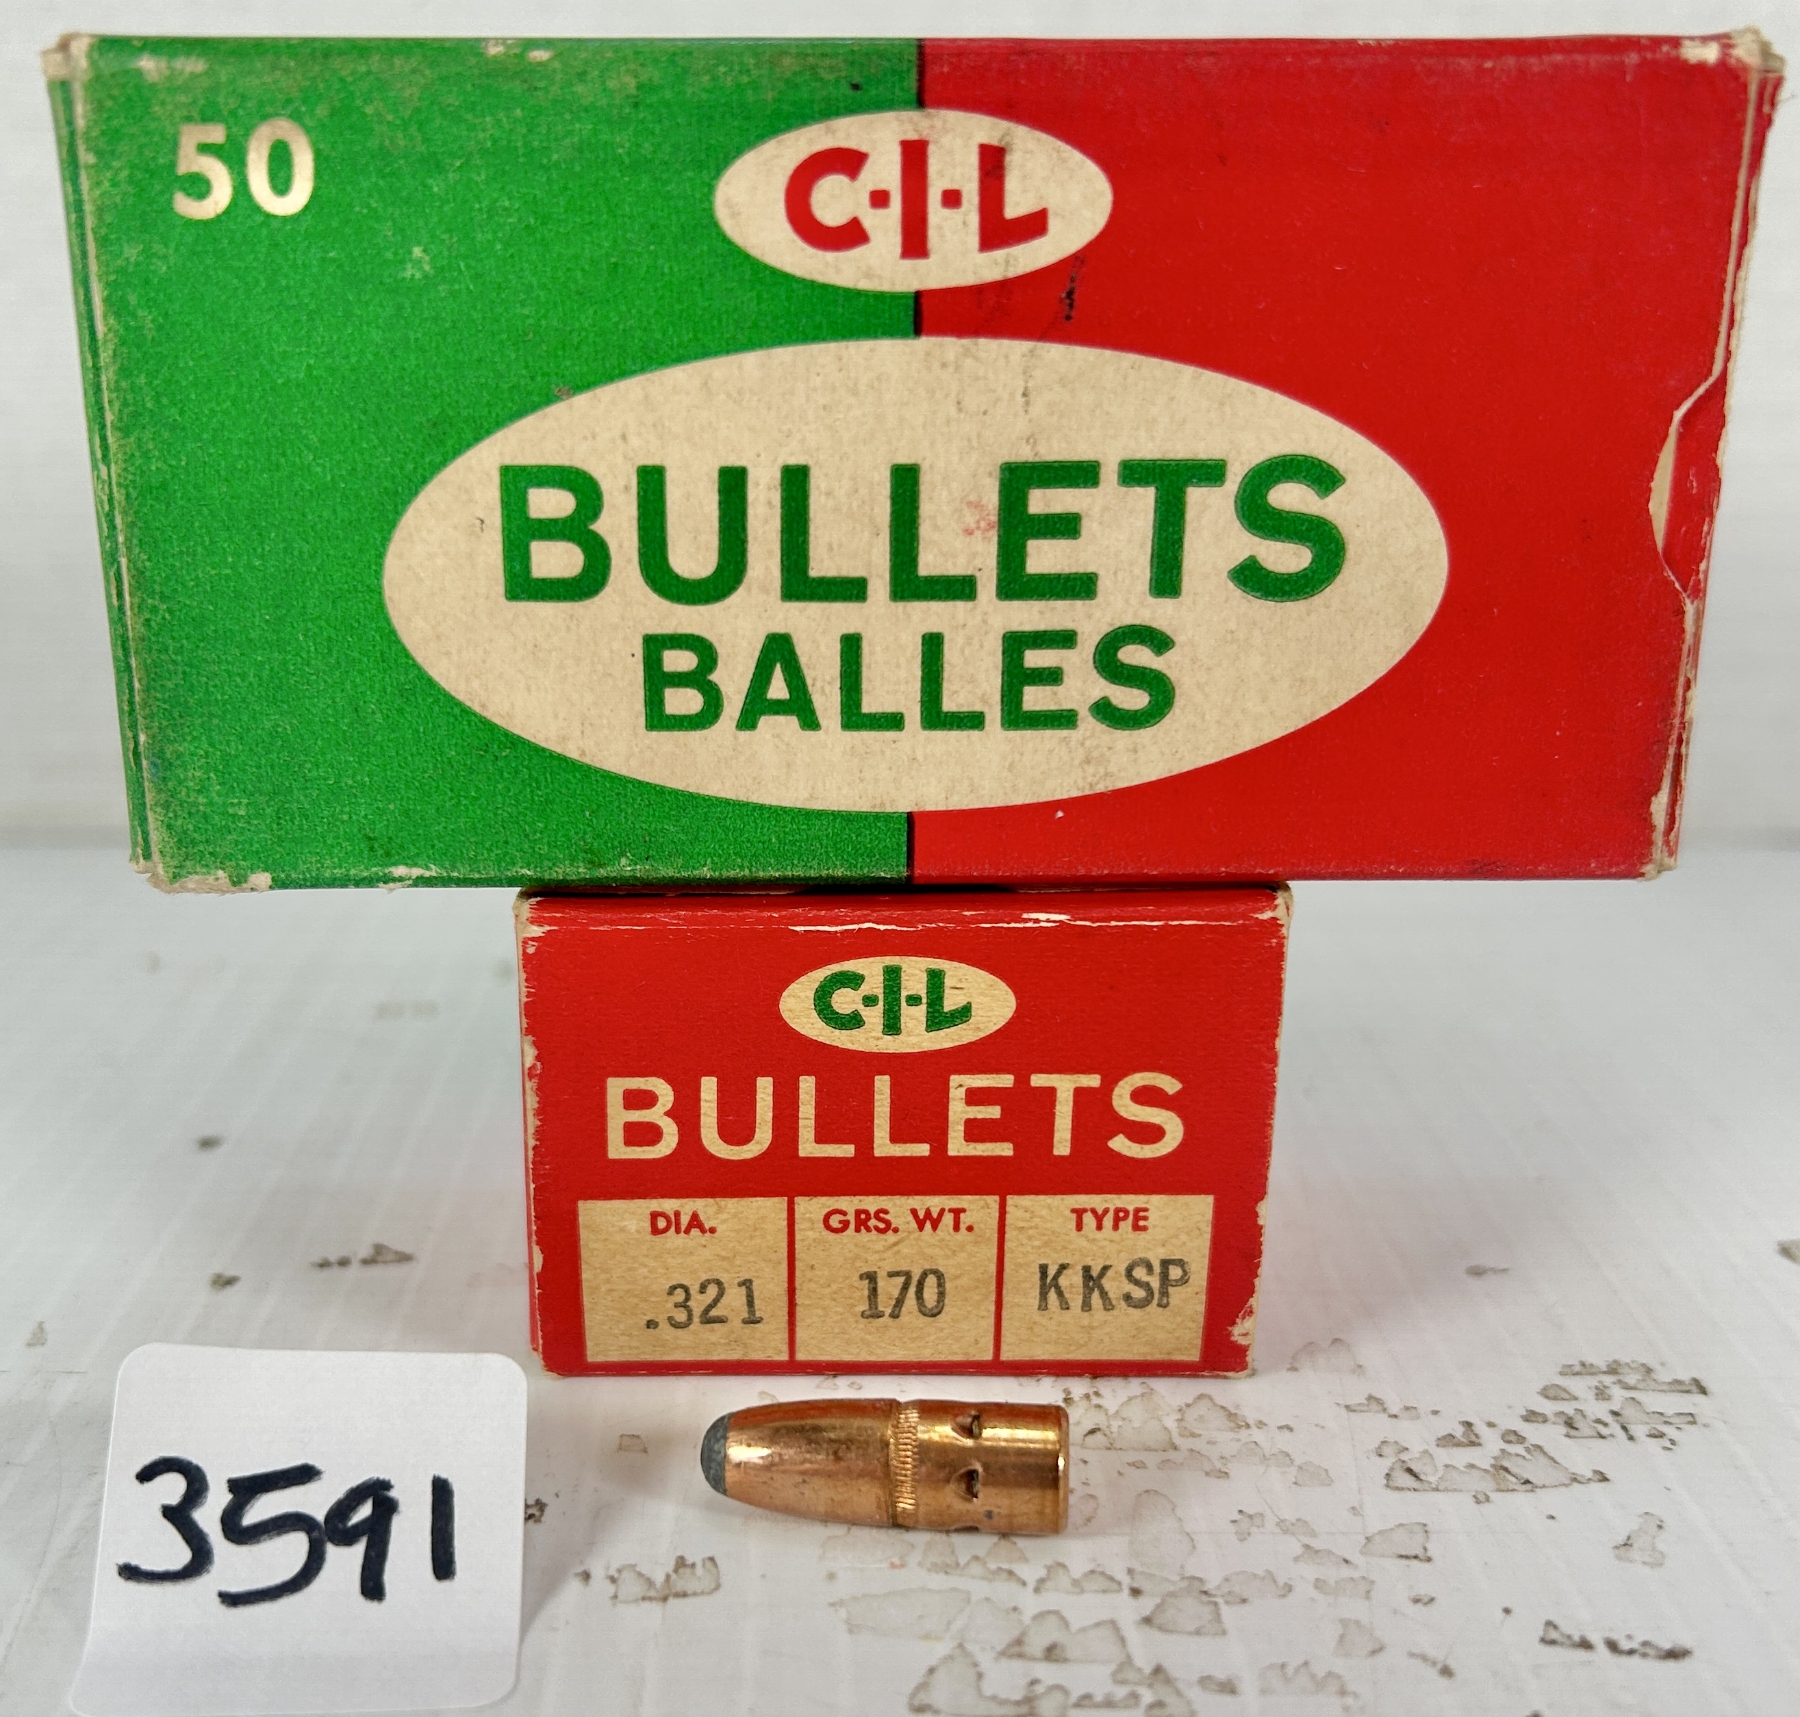 50
C-I-L
BULLETS
BALLES
C-I-L
BULLETS
DIA. GRS. WT. TYPE
.321 170 KKSP
3591